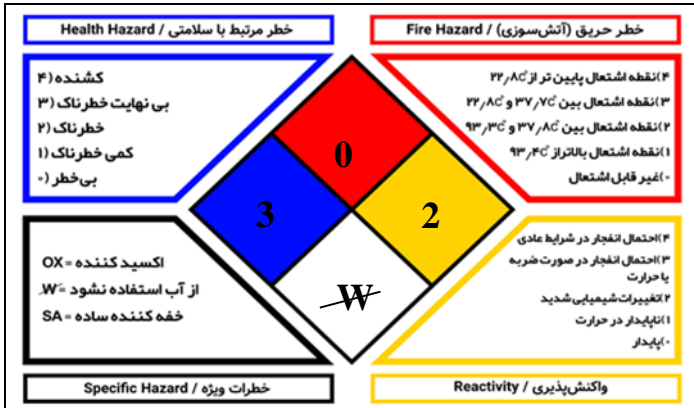 Health Hazard / خطر مرتبط با سلامتی
Fire Hazard / خطر حریق (آتش‌سوزی)
۴) کشنده
۳) بی نهایت خطرناک
۲) خطرناک
۱) کمی خطرناک
۰) بی‌خطر
۴)نقطه اشتعال پایین تر از ۲۲٫۸C°
۳)نقطه اشتعال بین ۳۷٫۷C° و ۲۲٫۸C°
۲)نقطه اشتعال بین ۳۷٫۸C° و ۹۳٫۳C°
۱)نقطه اشتعال بالاتراز ۹۳٫۴C°
۰)غیر قابل اشتعال
0
3
2
W
OX= اکسید کننده
W= از آب استفاده نشود
SA= خفه کننده ساده
۴)احتمال انفجار در شرایط عادی
۳)احتمال انفجار در صورت ضربه
یا حرارت
۲)تغییرات شیمیایی شدید
۱)ناپایدار در حرارت
۰)پایدار
Specific Hazard / خطرات ویژه
Reactivity / واکنش‌پذیری